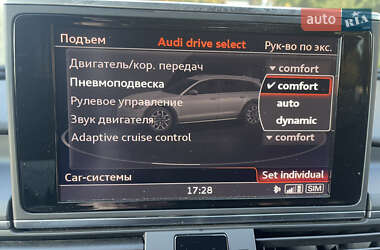 auto RIA.com
Подъем Audi drive select Рук-во по экс.
Двигатель/кор. передач comfort
Пневмоподвеска ✔ comfort
Рулевое управление auto
Звук двигателя dynamic
Adaptive cruise control comfort
Car-системы Set individual
17:28 SIM